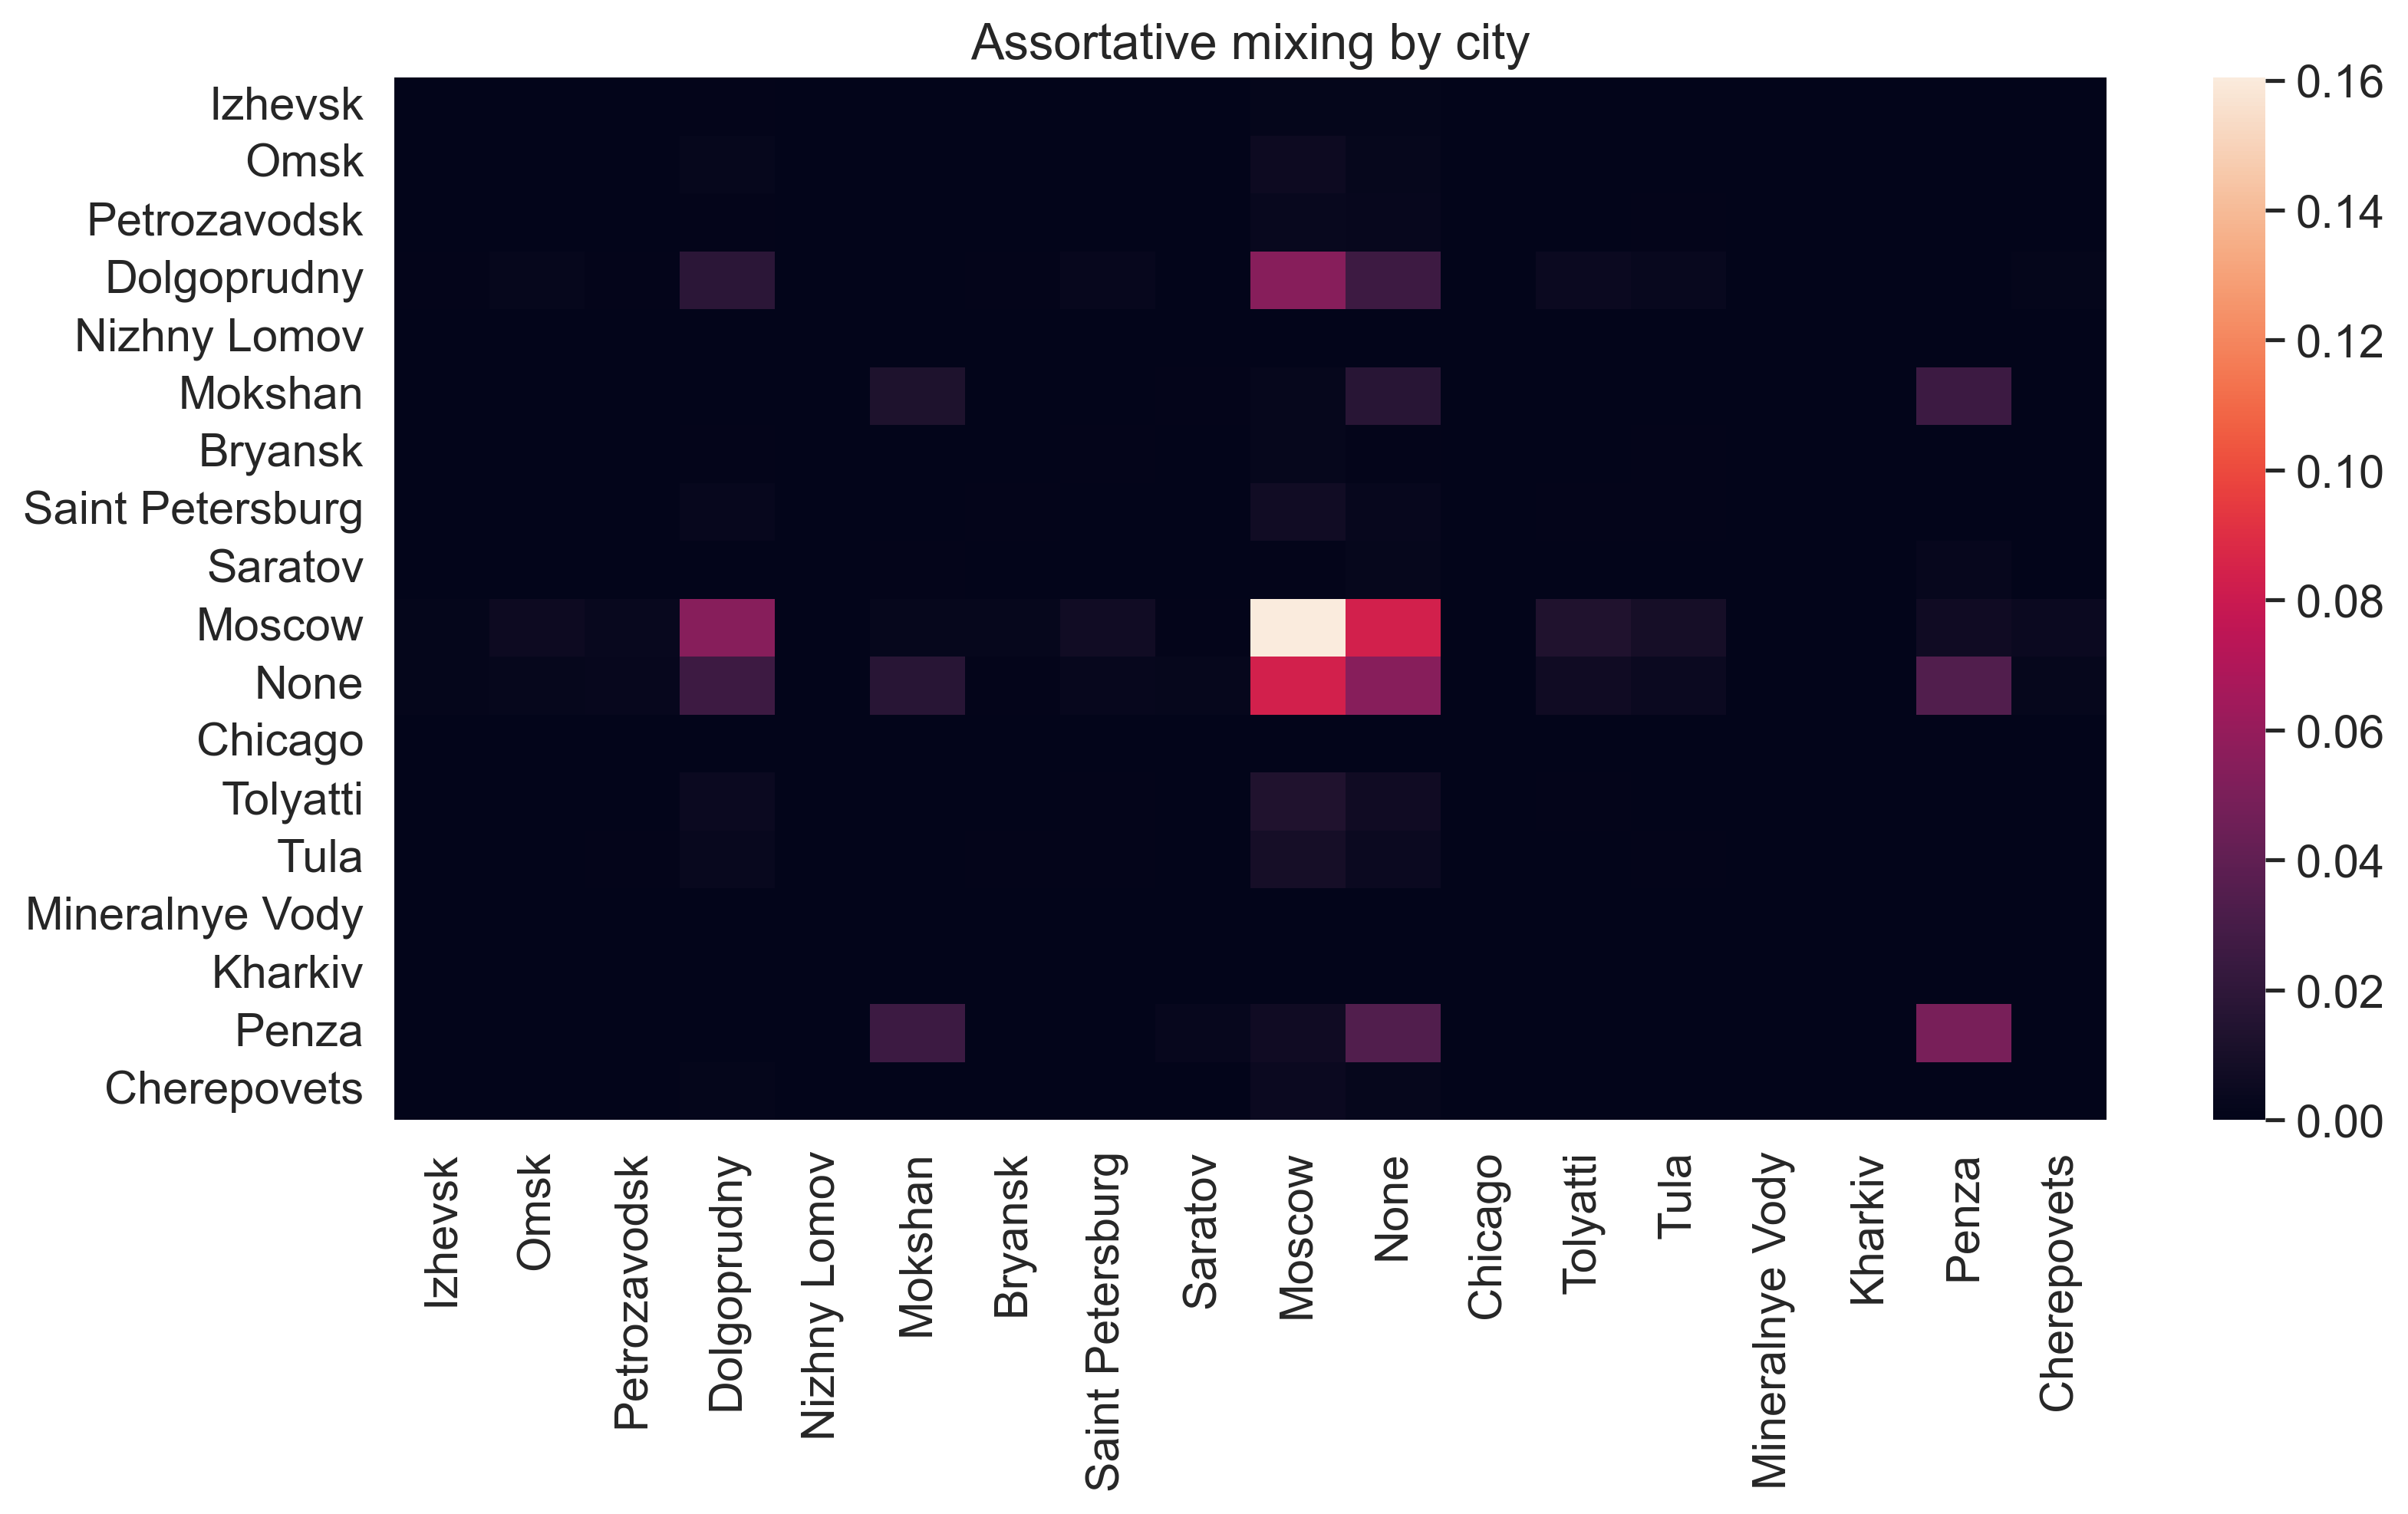 Assortative mixing by city
Izhevsk
Omsk
Petrozavodsk
Dolgoprudny
Nizhny Lomov
Mokshan
Bryansk
Saint Petersburg
Saratov
Moscow
None
Chicago
Tolyatti
Tula
Mineralnye Vody
Kharkiv
Penza
Cherepovets
Izhevsk
Omsk
Petrozavodsk
Dolgoprudny
Nizhny Lomov
Mokshan
Bryansk
Saint Petersburg
Saratov
Moscow
None
Chicago
Tolyatti
Tula
Mineralnye Vody
Kharkiv
Penza
Cherepovets
0.16
0.14
0.12
0.10
0.08
0.06
0.04
0.02
0.00